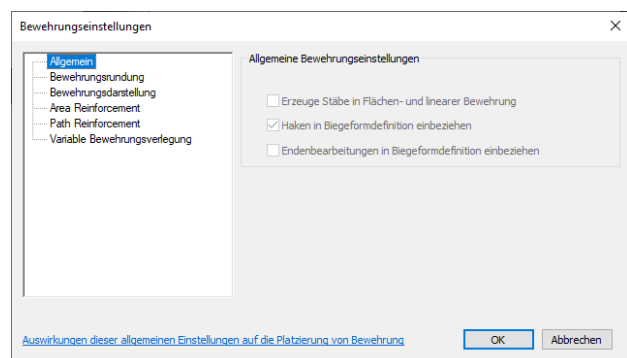 Bewehrungseinstellungen
Allgemein
Bewehrungsrundung
Bewehrungsdarstellung
Area Reinforcement
Path Reinforcement
Variable Bewehrungsverlegung
Allgemeine Bewehrungseinstellungen
Erzeuge Stäbe in Flächen- und linearer Bewehrung
Haken in Biegeformdefinition einbeziehen
Endenbearbeitungen in Biegeformdefinition einbeziehen
Auswirkungen dieser allgemeinen Einstellungen auf die Platzierung von Bewehrung
OK
Abbrechen